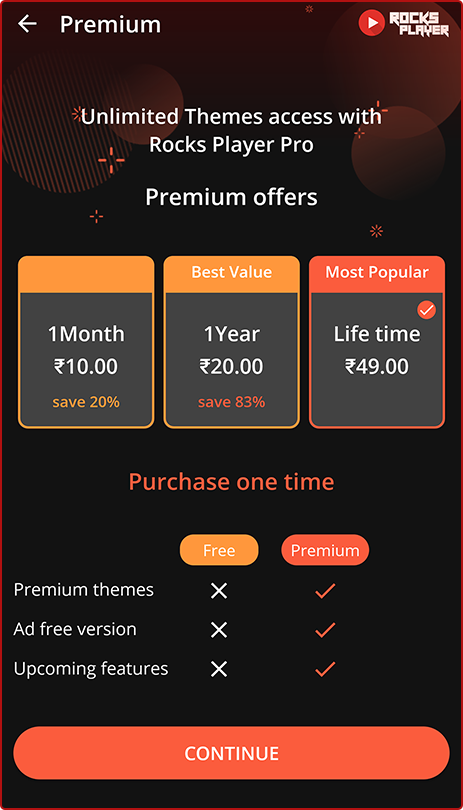 Premium
ROCKS
PLAYER
Unlimited Themes access with
Rocks Player Pro
Premium offers
Best Value
Most Popular
1Month
₹10.00
save 20%
1Year
₹20.00
save 83%
Life time
₹49.00
Purchase one time
Free
Premium
Premium themes
Ad free version
Upcoming features
CONTINUE